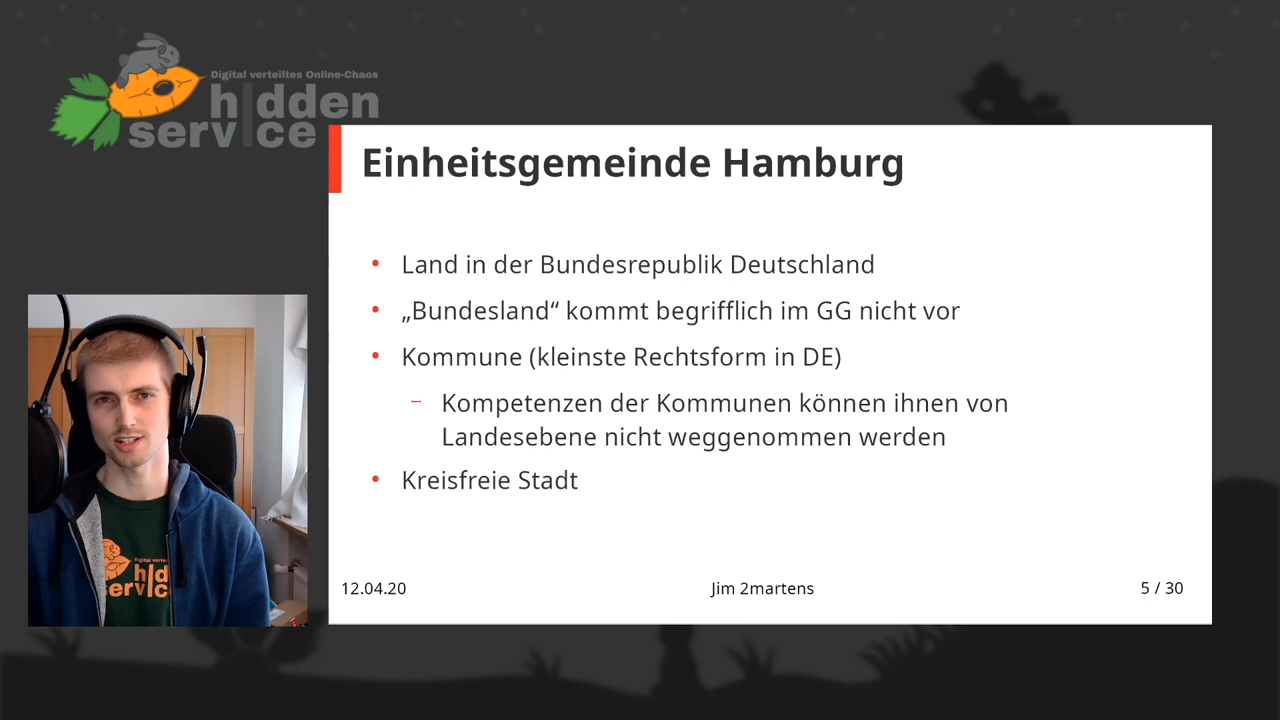 Digital verteiltes Online-Chaos
hidden
service
Einheitsgemeinde Hamburg
• Land in der Bundesrepublik Deutschland
• „Bundesland“ kommt begrifflich im GG nicht vor
• Kommune (kleinste Rechtsform in DE)
– Kompetenzen der Kommunen können ihnen von
Landesebene nicht weggenommen werden
• Kreisfreie Stadt
12.04.20
Jim 2martens
5 / 30